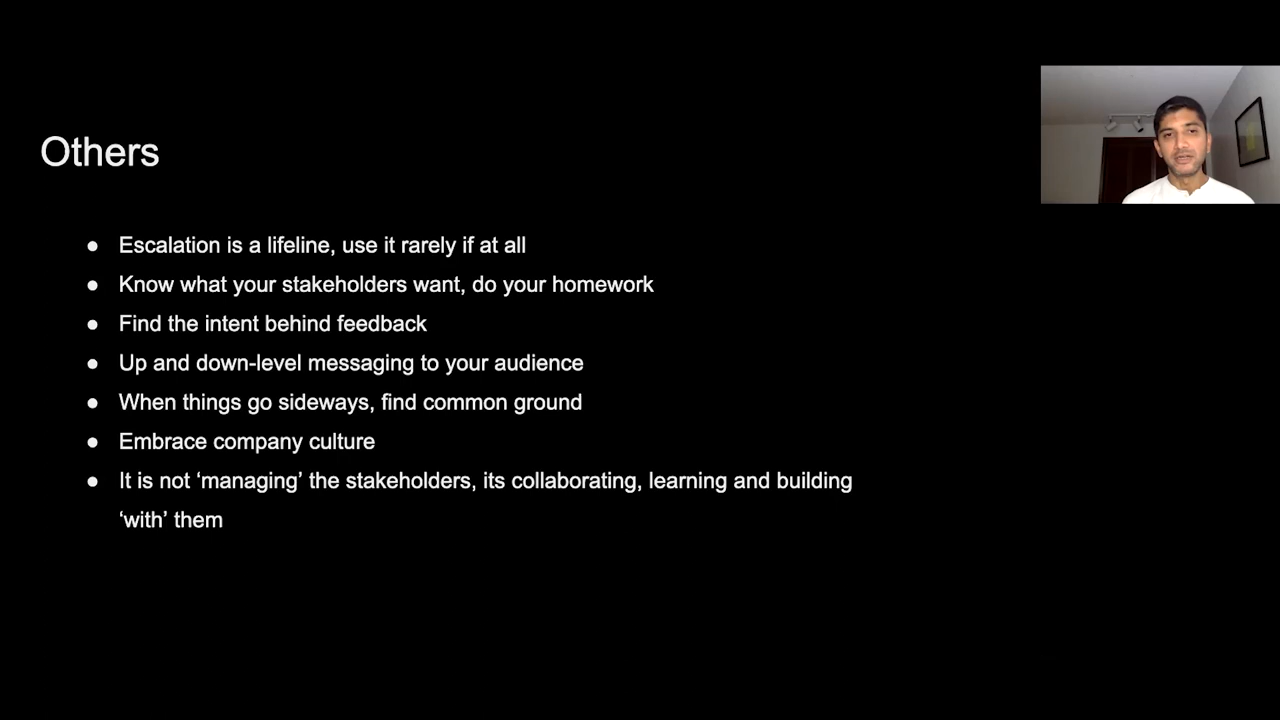 Others
● Escalation is a lifeline, use it rarely if at all
● Know what your stakeholders want, do your homework
● Find the intent behind feedback
● Up and down-level messaging to your audience
● When things go sideways, find common ground
● Embrace company culture
● It is not ‘managing’ the stakeholders, its collaborating, learning and building
‘with’ them